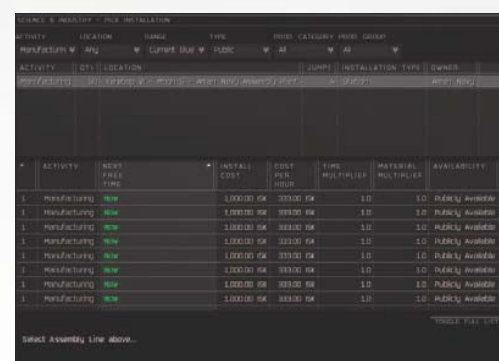 SCIENCE & INDUSTRY - PICK INSTALLATION
ACTIVITY LOCATION RANGE TYPE PROD. CATEGORY PROD. GROUP
Manufacturin Any Current Blue Public All All
ACTIVITY QTY LOCATION JUMPS INSTALLATION TYPE OWNER
Manufacturing Station
ACTIVITY NEXT FREE TIME INSTALL COST COST PER HOUR TIME MULTIPLIER MATERIAL MULTIPLIER AVAILABILITY
1 Manufacturing Now 1,000.00 ISK 333.00 ISK 1.0 1.0 Publicly Available
1 Manufacturing Now 1,000.00 ISK 333.00 ISK 1.0 1.0 Publicly Available
1 Manufacturing Now 1,000.00 ISK 333.00 ISK 1.0 1.0 Publicly Available
1 Manufacturing Now 1,000.00 ISK 333.00 ISK 1.0 1.0 Publicly Available
1 Manufacturing Now 1,000.00 ISK 333.00 ISK 1.0 1.0 Publicly Available
1 Manufacturing Now 1,000.00 ISK 333.00 ISK 1.0 1.0 Publicly Available
1 Manufacturing Now 1,000.00 ISK 333.00 ISK 1.0 1.0 Publicly Available
1 Manufacturing Now 1,000.00 ISK 333.00 ISK 1.0 1.0 Publicly Available
TOGGLE FULL LIST
Select Assembly Line above...